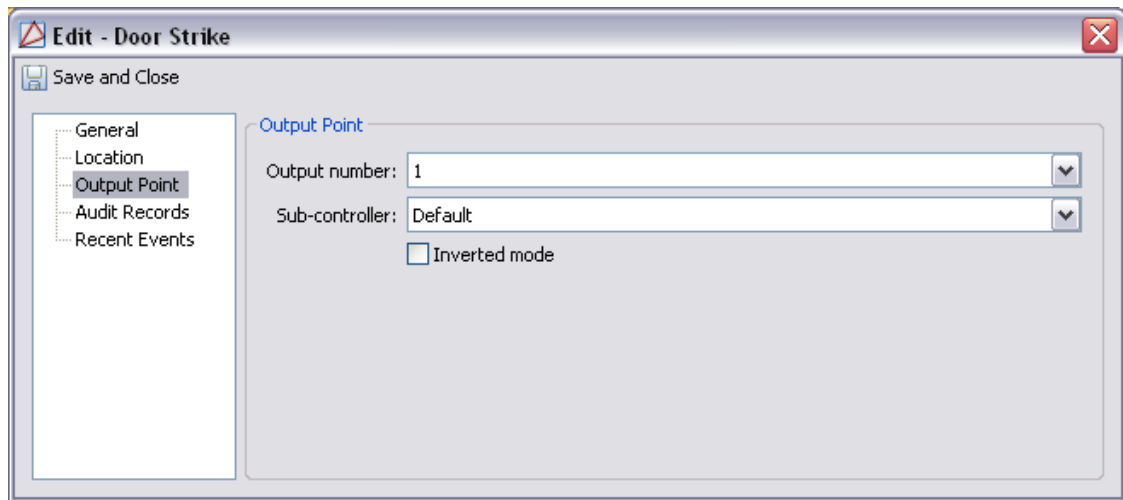 Edit - Door Strike
Save and Close
General
Location
Output Point
Audit Records
Recent Events
Output Point
Output number: 1
Sub-controller: Default
Inverted mode